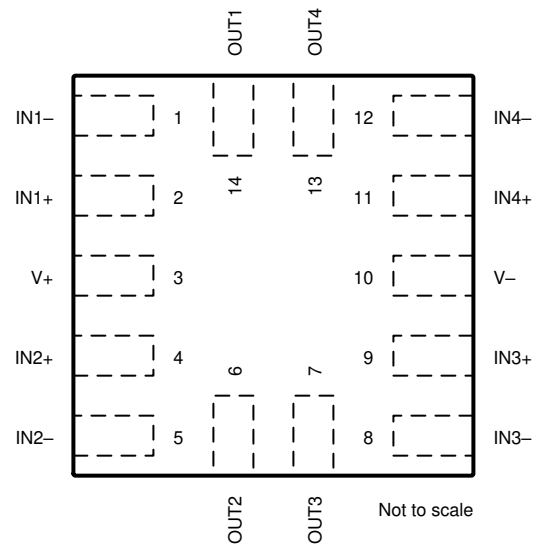 OUT1 OUT4
IN1– 1 12 IN4–
14 13
IN1+ 2 11 IN4+
V+ 3 10 V–
IN2+ 4 6 7 9 IN3+
IN2– 5 8 IN3–
OUT2 OUT3
Not to scale